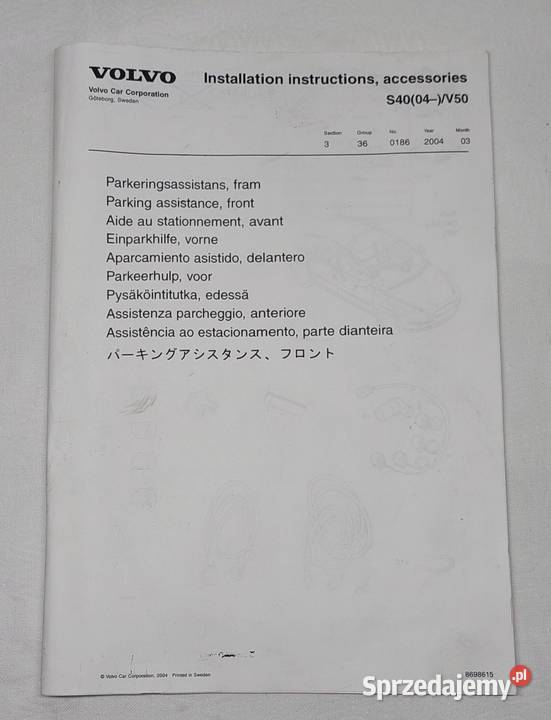 VOLVO
Volvo Car Corporation
Göteborg, Sweden
Installation instructions, accessories
S40(04–)/V50
Section Group No Year Month
3 36 0186 2004 03
Parkeringsassistans, fram
Parking assistance, front
Aide au stationnement, avant
Einparkhilfe, vorne
Aparcamiento asistido, delantero
Parkeerhulp, voor
Pysäköintitutka, edessä
Assistenza parcheggio, anteriore
Assistência ao estacionamento, parte dianteira
パーキングアシスタンス、フロント
© Volvo Car Corporation, 2004 Printed in Sweden
8698615
Sprzedajemy.pl